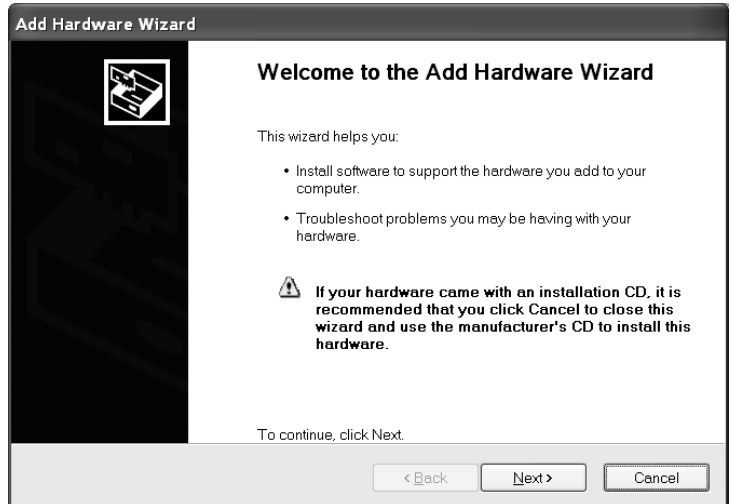 Add Hardware Wizard
Welcome to the Add Hardware Wizard
This wizard helps you:
• Install software to support the hardware you add to your
computer.
• Troubleshoot problems you may be having with your
hardware.
If your hardware came with an installation CD, it is
recommended that you click Cancel to close this
wizard and use the manufacturer's CD to install this
hardware.
To continue, click Next.
< Back Next > Cancel